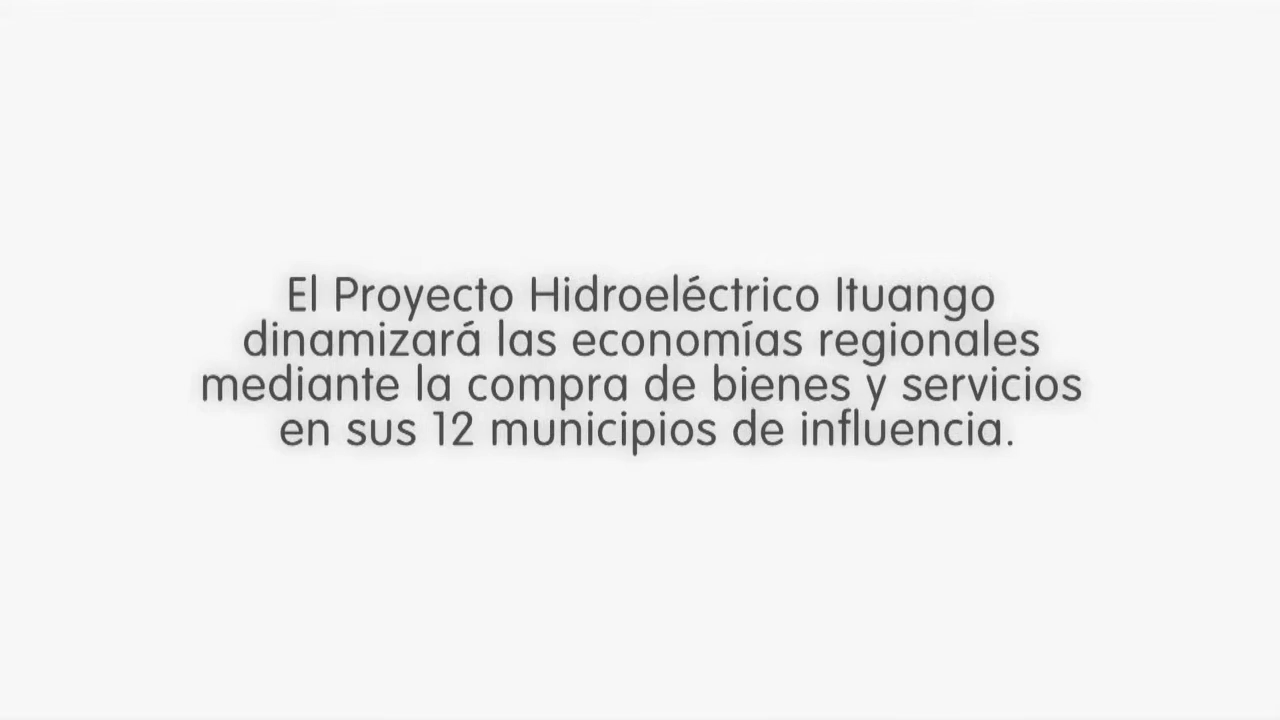 El Proyecto Hidroeléctrico Ituango
dinamizará las economías regionales
mediante la compra de bienes y servicios
en sus 12 municipios de influencia.